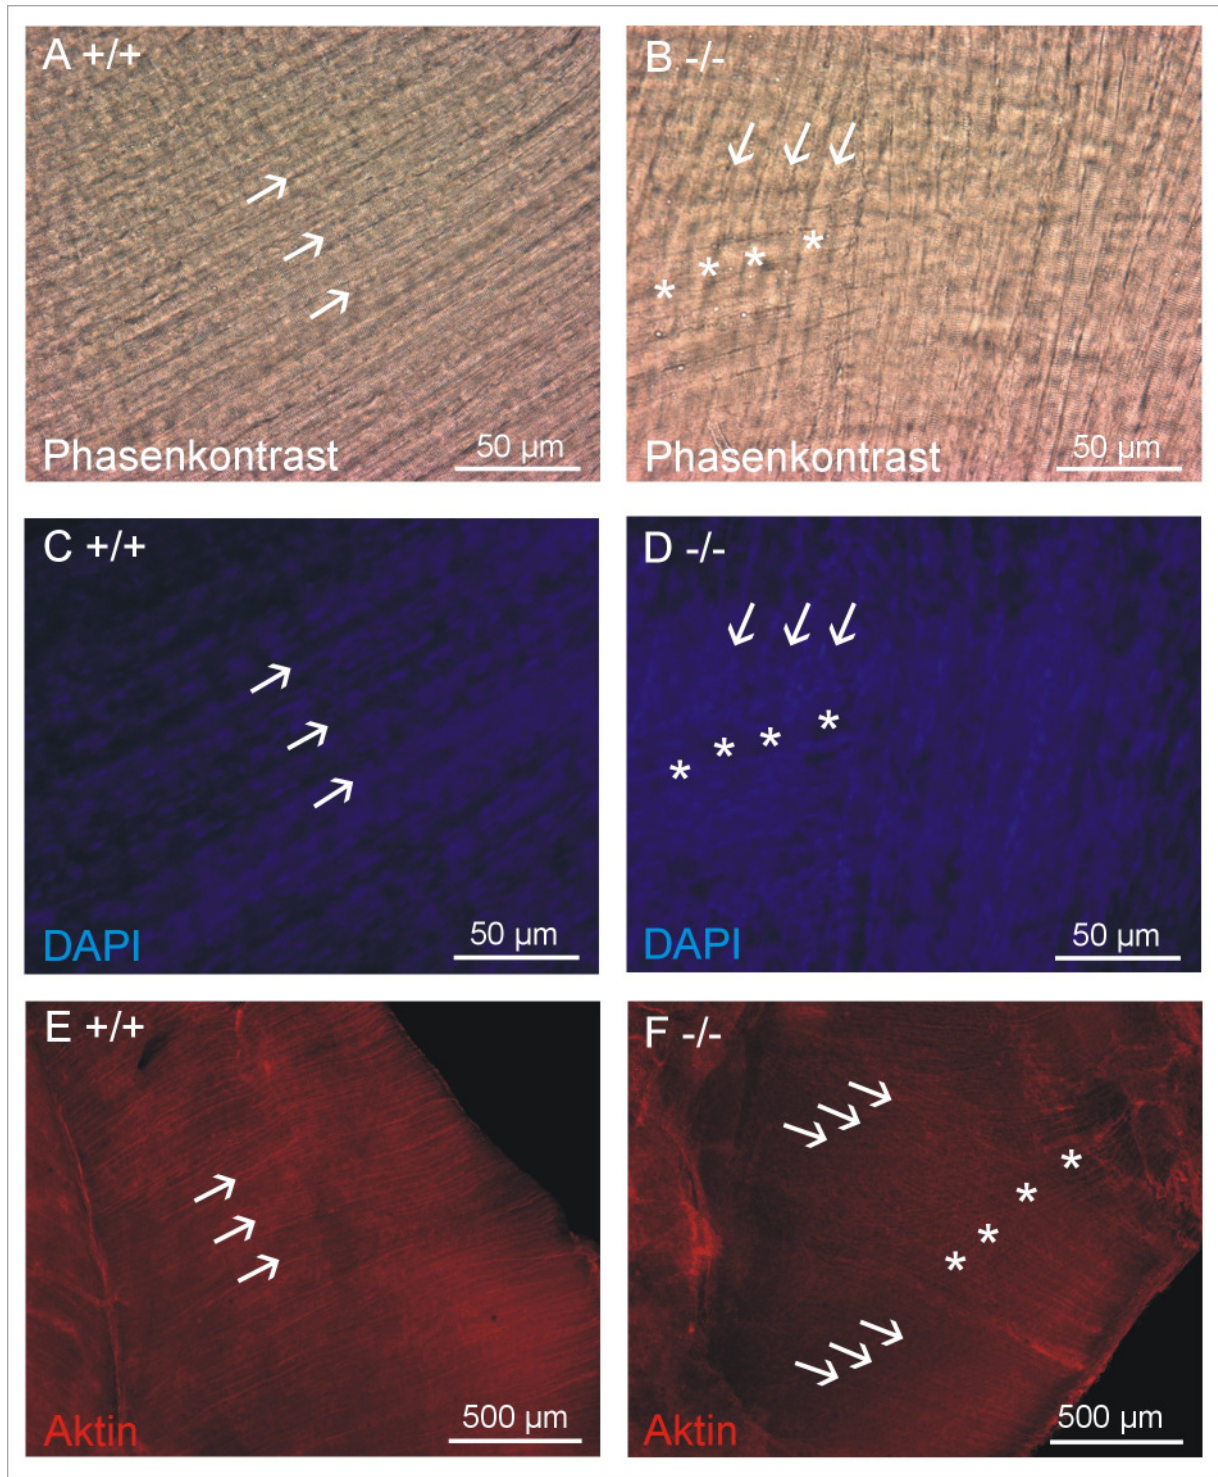 A +/+
Phasenkontrast
50 µm
B -/-
Phasenkontrast
50 µm
C +/+
DAPI
50 µm
D -/-
DAPI
50 µm
E +/+
Aktin
500 µm
F -/-
Aktin
500 µm